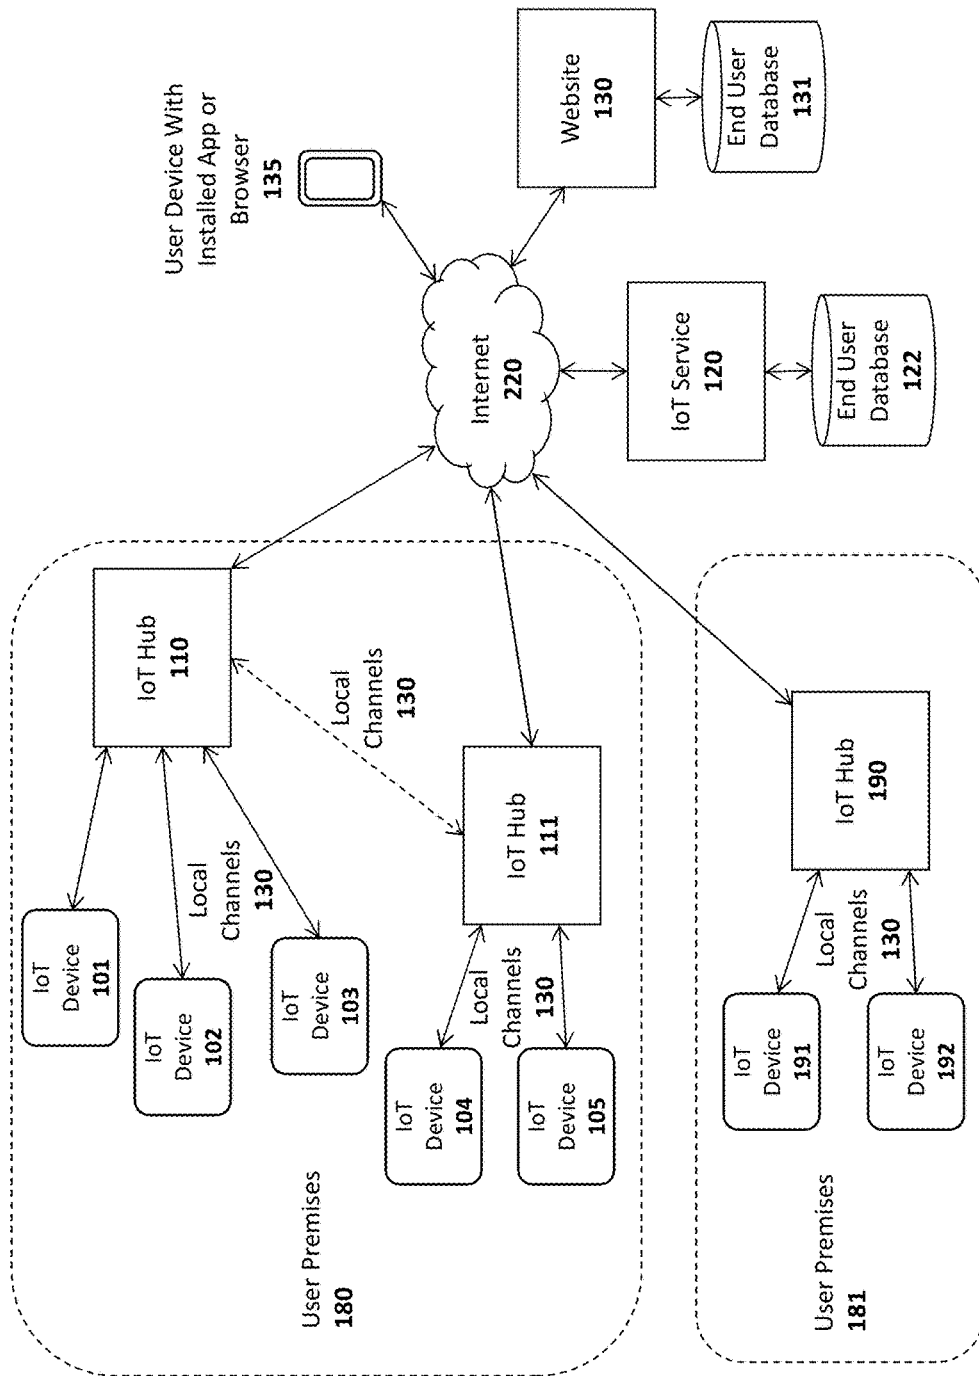 User Device With
Installed App or
Browser
135
Website
130
End User
Database
131
Internet
220
IoT Service
120
End User
Database
122
IoT Hub
110
Local
Channels
130
IoT Hub
111
IoT Hub
190
IoT
Device
101
IoT
Device
102
IoT
Device
103
Local
Channels
130
IoT
Device
104
IoT
Device
105
Local
Channels
130
User Premises
180
IoT
Device
191
IoT
Device
192
Local
Channels
130
User Premises
181